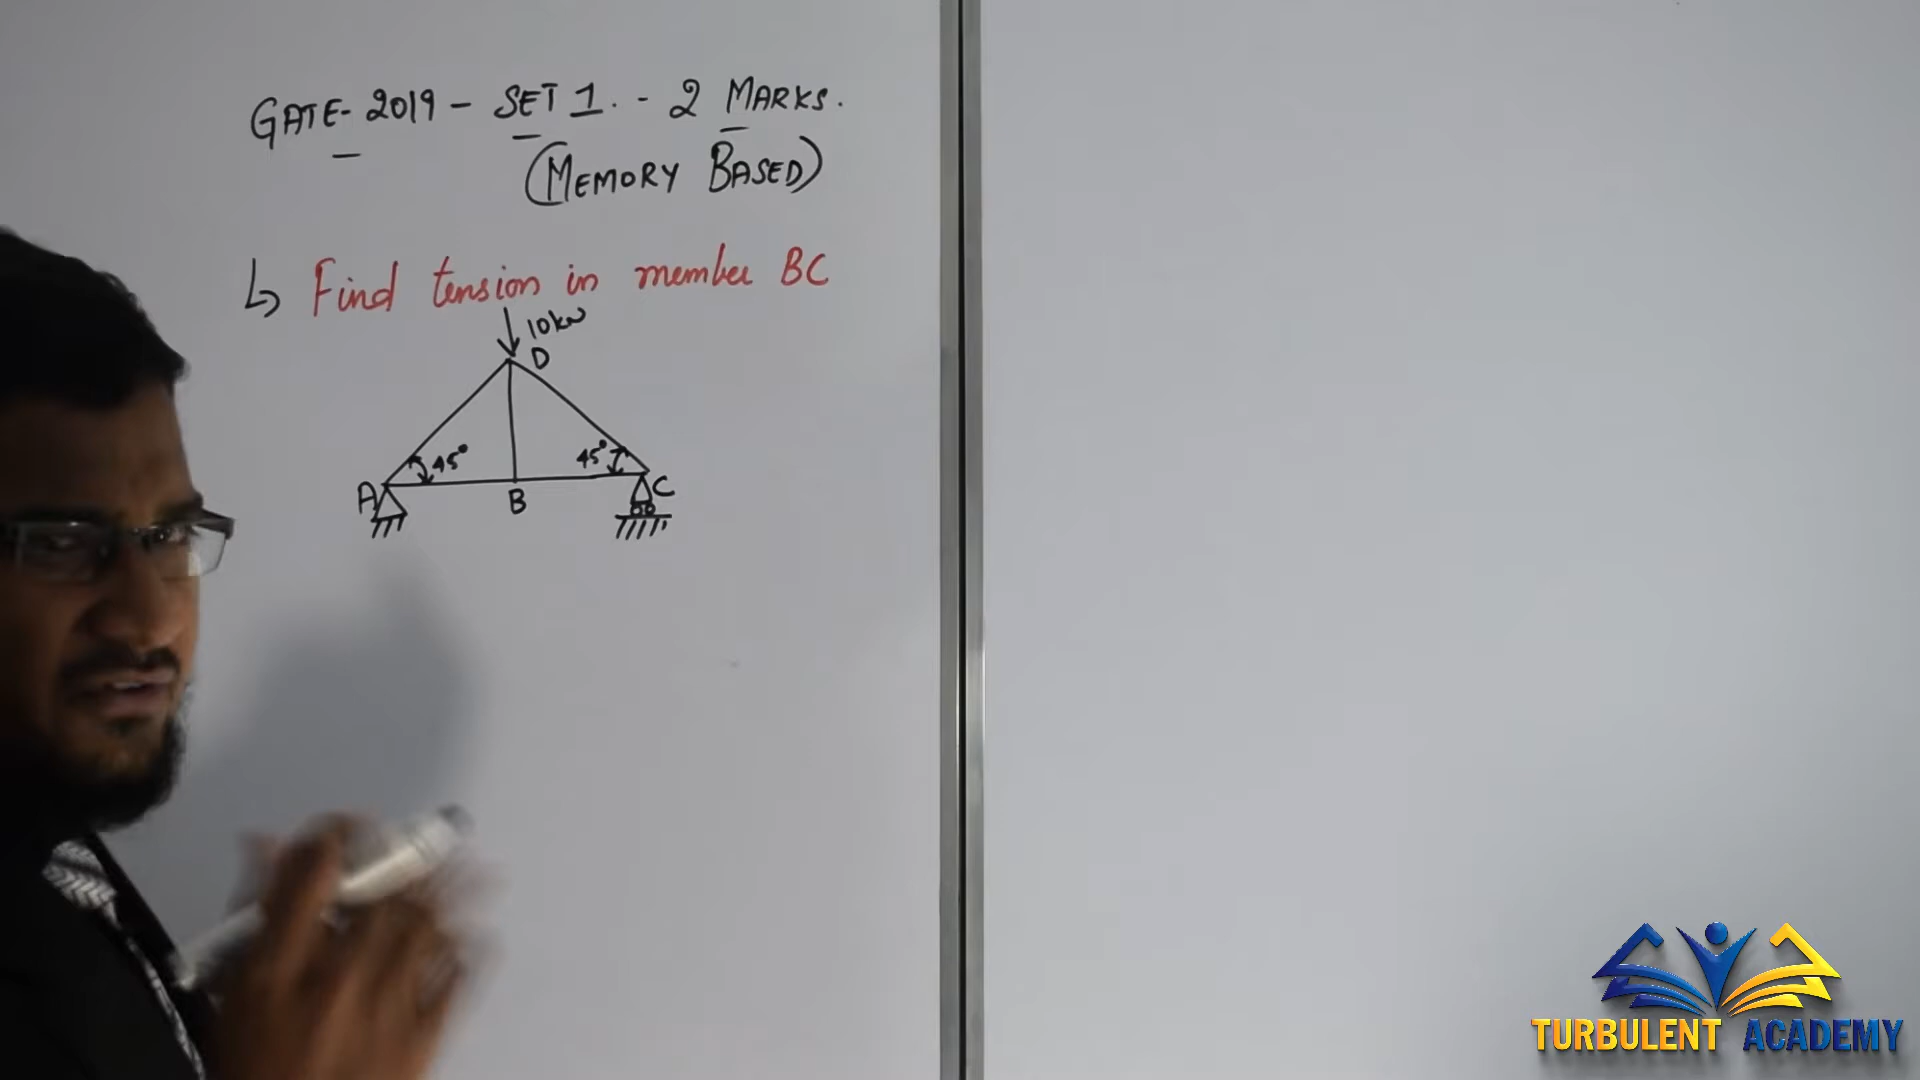 GATE- 2019 - SET 1. - 2 MARKS.
(MEMORY BASED)
↳ Find tension in member BC
10kN
D
45°
45°
A
B
C
TURBULENT ACADEMY